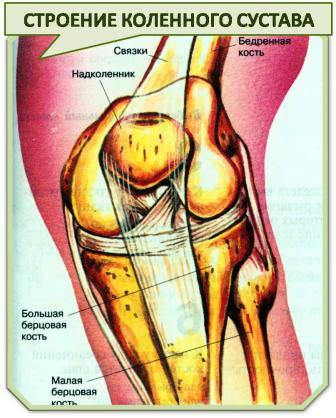 СТРОЕНИЕ КОЛЕННОГО СУСТАВА
Связки
Бедренная
кость
Надколенник
Большая
берцовая
кость
Малая
берцовая
кость